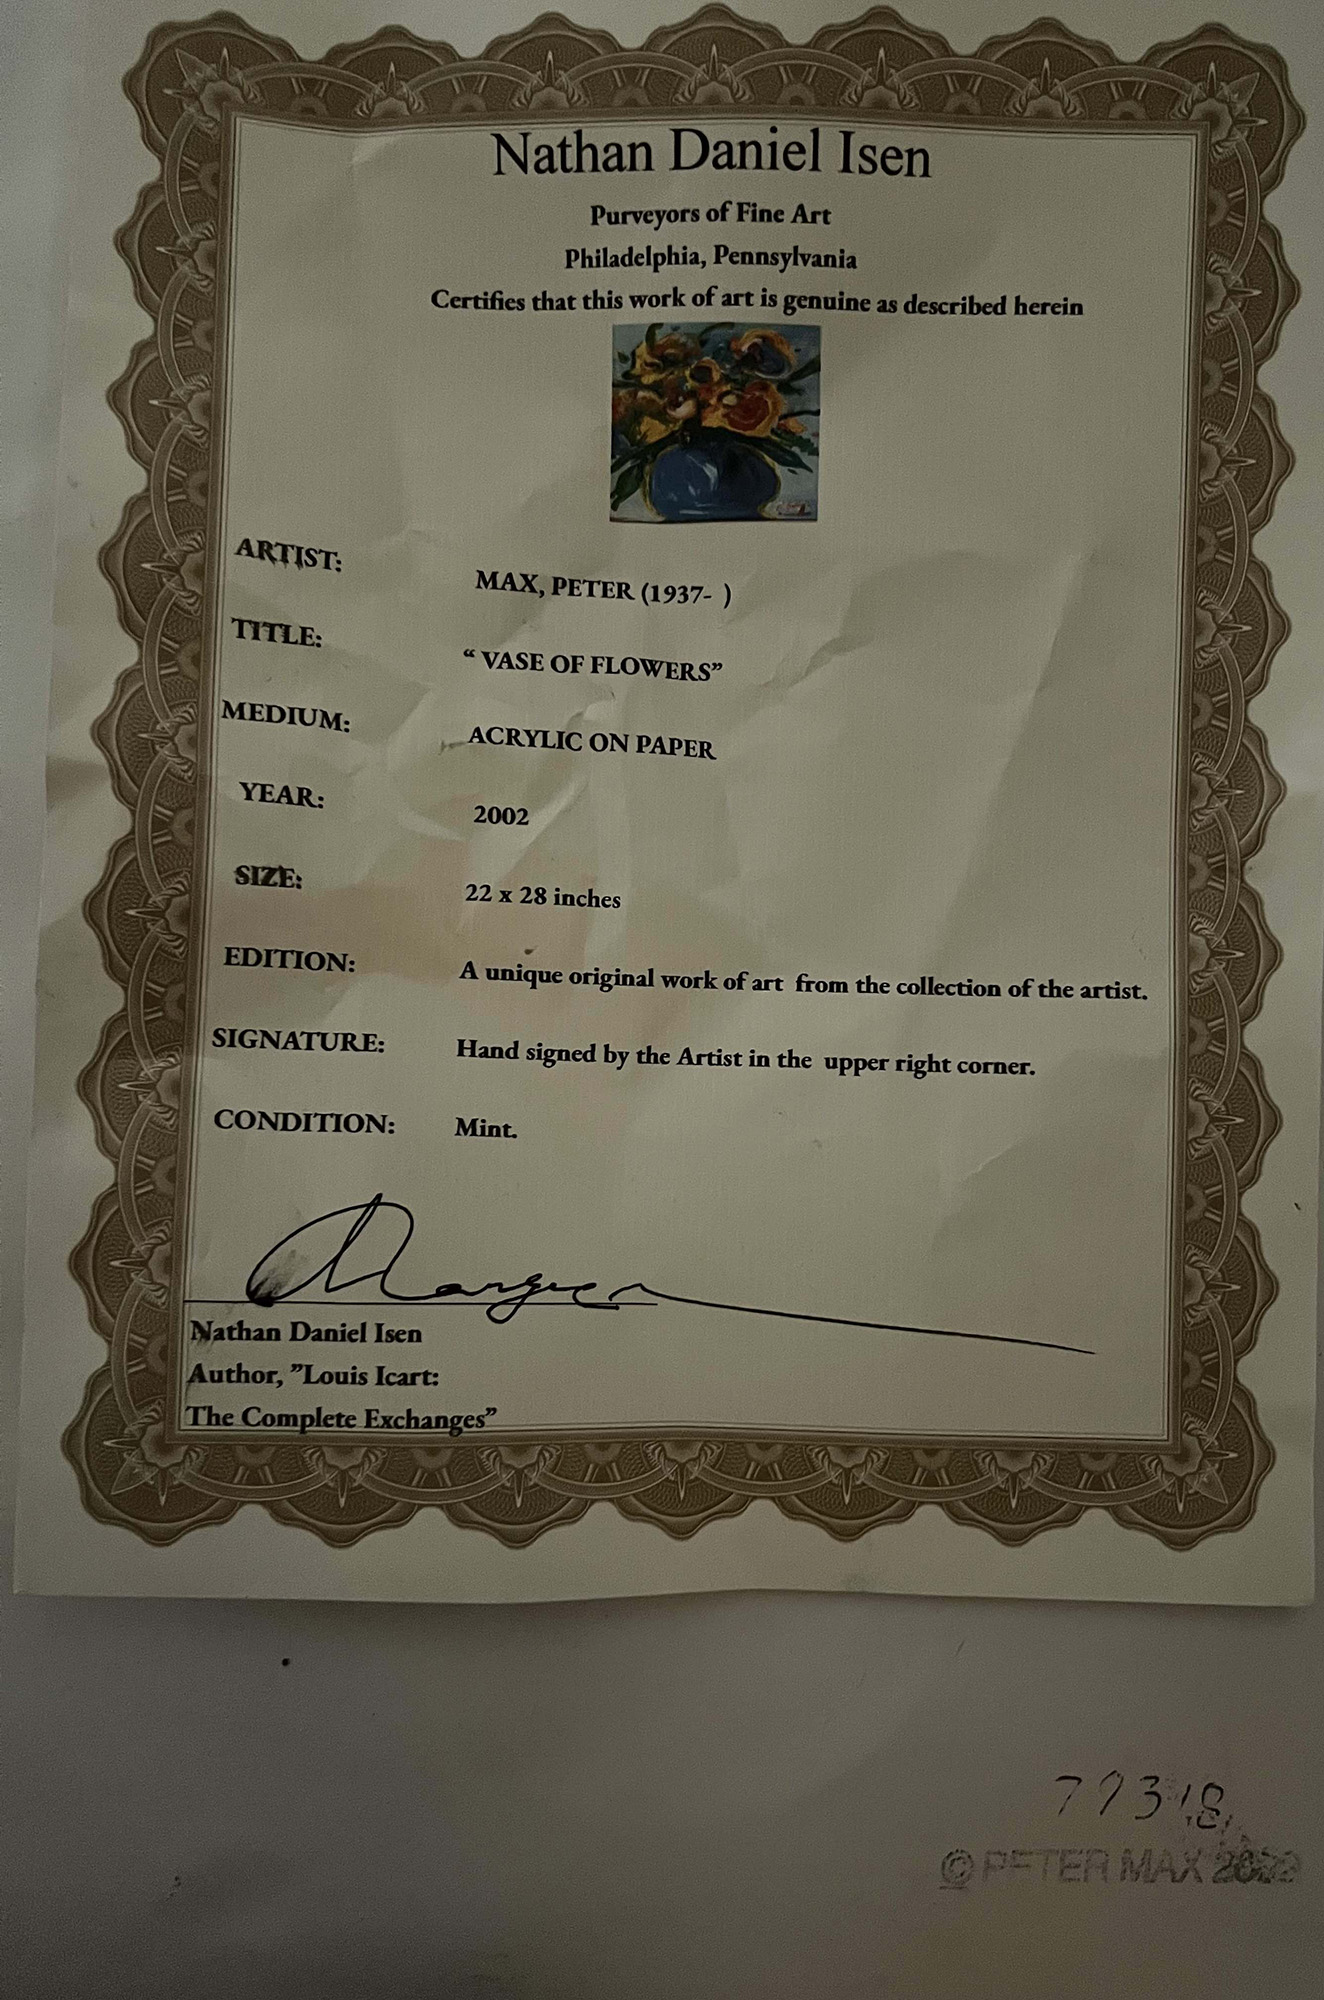 Nathan Daniel Isen
Purveyors of Fine Art
Philadelphia, Pennsylvania
Certifies that this work of art is genuine as described herein
ARTIST: MAX, PETER (1937- )
TITLE: “ VASE OF FLOWERS”
MEDIUM: ACRYLIC ON PAPER
YEAR: 2002
SIZE: 22 x 28 inches
EDITION: A unique original work of art from the collection of the artist.
SIGNATURE: Hand signed by the Artist in the upper right corner.
CONDITION: Mint.
Nathan Daniel Isen
Author, ”Louis Icart:
The Complete Exchanges”
© PETER MAX